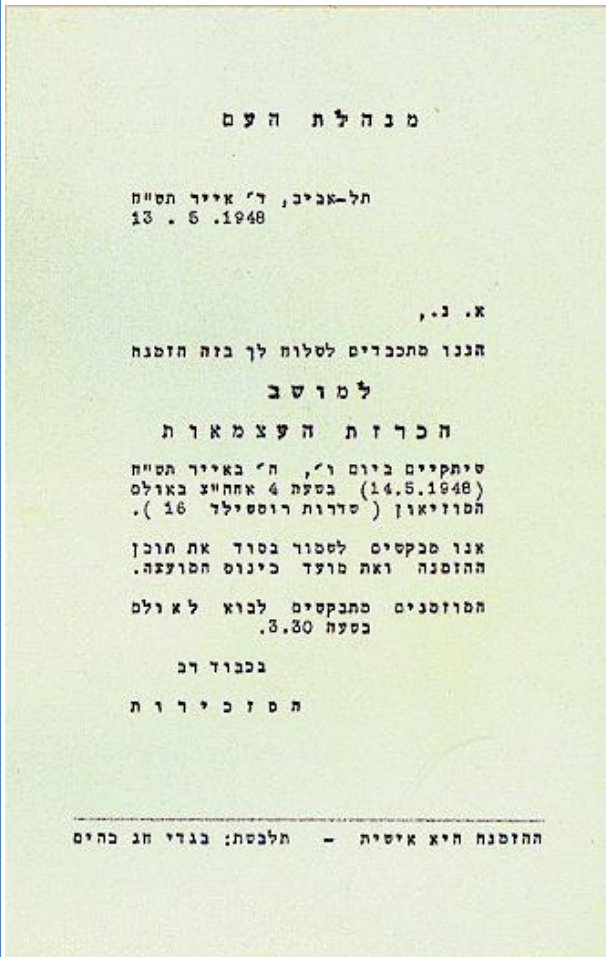 מנהלת העם
תל-אביב, ד' אייר תש"ח
13 . 5 .1948
א. נ.,
הננו מתכבדים לשלוח לך בזה הזמנה
למושב
הכרזת העצמאות
שיתקיים ביום ו', ה' באייר תש"ח
(14.5.1948) בשעה 4 אחה"צ באולם
המוזיאון ( שדרות רוטשילד 16 ).
אנו מבקשים לשמור בסוד את תוכן
ההזמנה ואת מועד כינוס המועצה.
המוזמנים מתבקשים לבוא לאולם
בשעה 3.30.
בכבוד רב
המזכירות
ההזמנה היא אישית - תלבשת: בגדי חג כהים